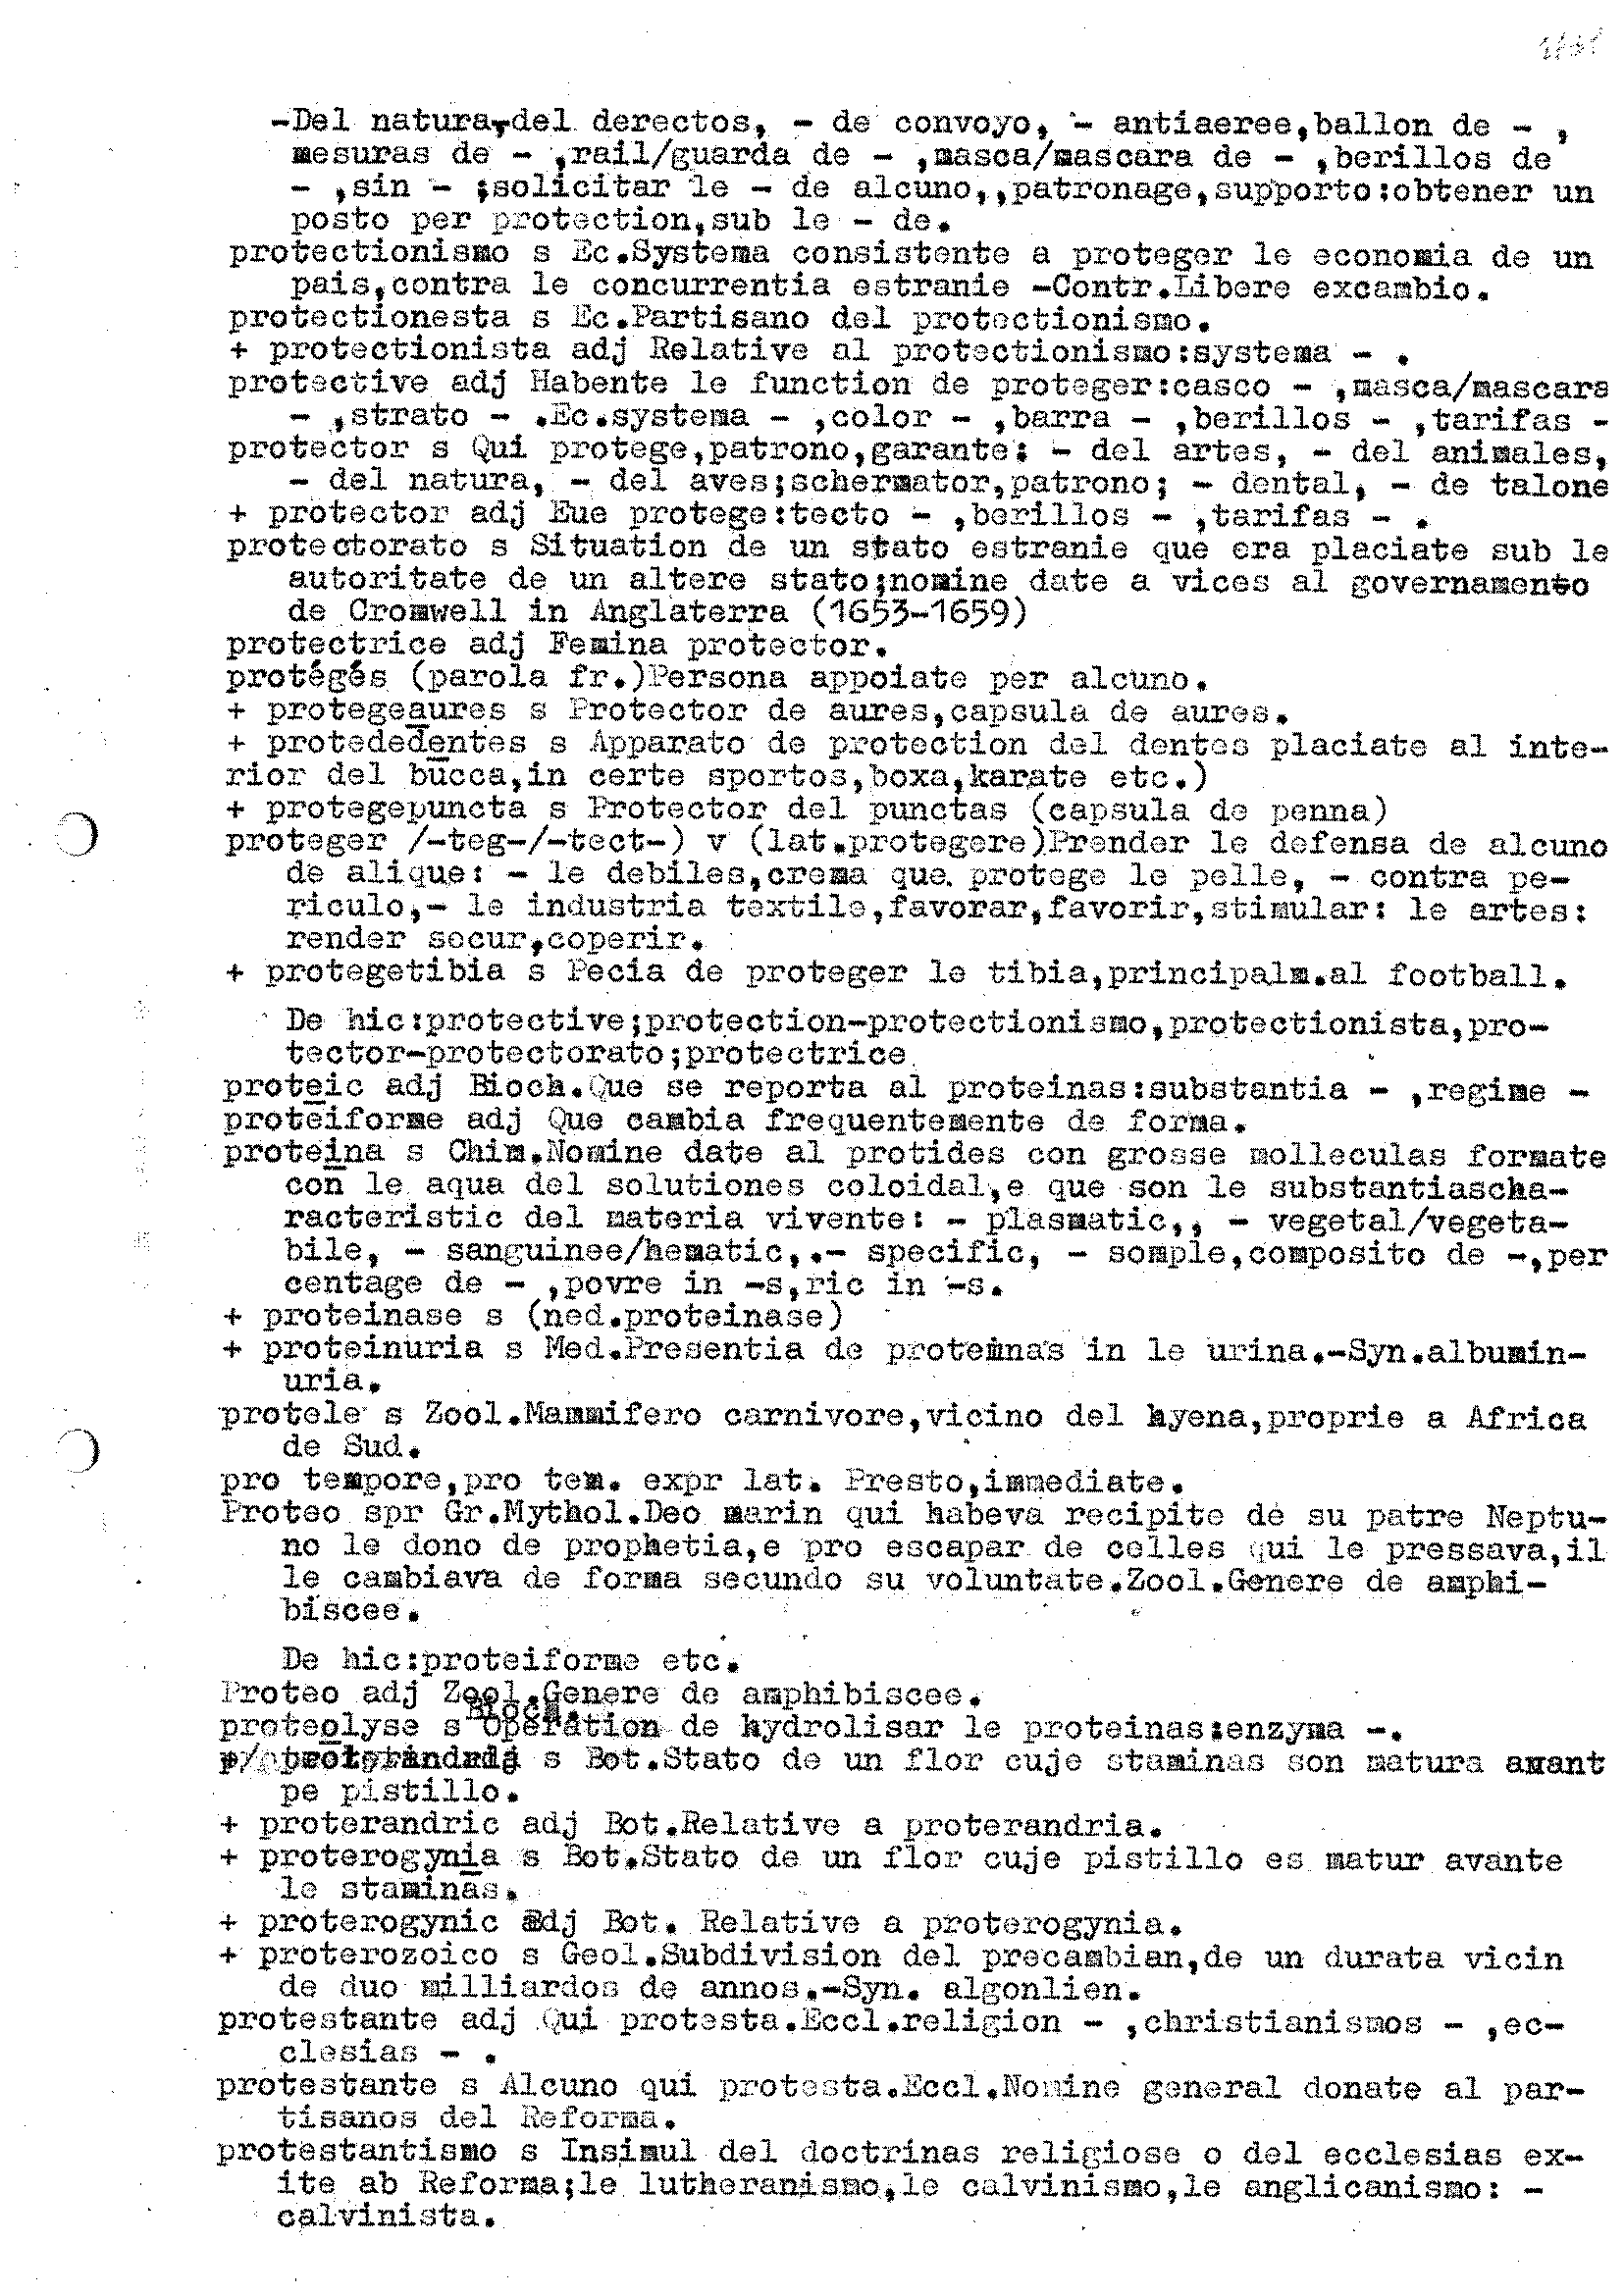 -Del natura,-del derectos, - de convoyo, - antiaeree,ballon de - ,
mesuras de - ,rail/guarda de - ,masca/mascara de - ,berillos de
- ,sin - ;solicitar le - de alcuno,,patronage,supporto:obtener un
posto per protection,sub le - de.
protectionismo s Ec.Systema consistente a proteger le economia de un
pais,contra le concurrentia estranie -Contr.Libere excambio.
protectionesta s Ec.Partisano del protectionismo.
+ protectionista adj Relative al protectionismo:systema - .
protective adj Habente le function de proteger:casco - ,masca/mascara
- ,strato - .Ec.systema - ,color - ,barra - ,berillos - ,tarifas -
protector s Qui protege,patrono,garante: - del artes, - del animales,
- del natura, - del aves;schermator,patrono; - dental, - de talone
+ protector adj Eue protege:tecto - ,berillos - ,tarifas - .
protectorato s Situation de un stato estranie que era placiate sub le
autoritate de un altere stato;nomine date a vices al governamento
de Cromwell in Anglaterra (1653-1659)
protectrice adj Femina protector.
protégés (parola fr.)Persona appoiate per alcuno.
+ protegeaures s Protector de aures,capsula de aures.
+ protededentes s Apparato de protection del dentes placiate al inte-
rior del bucca,in certe sportos,boxa,karate etc.)
+ protegepuncta s Protector del punctas (capsula de penna)
proteger /-teg-/-tect-) v (lat.protegere)Prender le defensa de alcuno
de alique: - le debiles,crema que protege le pelle, - contra pe-
riculo,- le industria textile,favorar,favorir,stimular: le artes:
render secur,coperir.
+ protegetibia s Pecia de proteger le tibia,principalm.al football.
De hic:protective;protection-protectionismo,protectionista,pro-
tector-protectorato;protectrice
proteic adj Bioch.Que se reporta al proteinas:substantia - ,regime -
proteiforme adj Que cambia frequentemente de forma.
proteina s Chim.Nomine date al protides con grosse molleculas formate
con le aqua del solutiones coloidal,e que son le substantiascha-
racteristic del materia vivente: - plasmatic,, - vegetal/vegeta-
bile, - sanguinee/hematic,.- specific, - somple,composito de -,per
centage de - ,povre in -s,ric in -s.
+ proteinase s (ned.proteinase)
+ proteinuria s Med.Presentia de proteinas in le urina.-Syn.albumin-
uria.
protele s Zool.Mammifero carnivore,vicino del hyena,proprie a Africa
de Sud.
pro tempore,pro tem. expr lat. Presto,immediate.
Proteo spr Gr.Mythol.Deo marin qui habeva recipite de su patre Neptu-
no le dono de prophetia,e pro escapar de celles qui le pressava,il
le cambiava de forma secundo su voluntate.Zool.Genere de amphi-
biscee.
De hic:proteiforme etc.
Proteo adj Zool.Genere de amphibiscee.
Bioch.
proteolyse s Operation de hydrolisar le proteinas:enzyma -.
s Bot.Stato de un flor cuje staminas son matura avant
pe pistillo.
+ proterandric adj Bot.Relative a proterandria.
+ proterogynia s Bot.Stato de un flor cuje pistillo es matur avante
le staminas.
+ proterogynic adj Bot. Relative a proterogynia.
+ proterozoico s Geol.Subdivision del precambian,de un durata vicin
de duo milliardos de annos.-Syn. algonlien.
protestante adj Qui protesta.Eccl.religion - ,christianismos - ,ec-
clesias - .
protestante s Alcuno qui protesta.Eccl.Nomine general donate al par-
tisanos del Reforma.
protestantismo s Insimul del doctrinas religiose o del ecclesias ex-
ite ab Reforma;le lutheranismo,le calvinismo,le anglicanismo: -
calvinista.